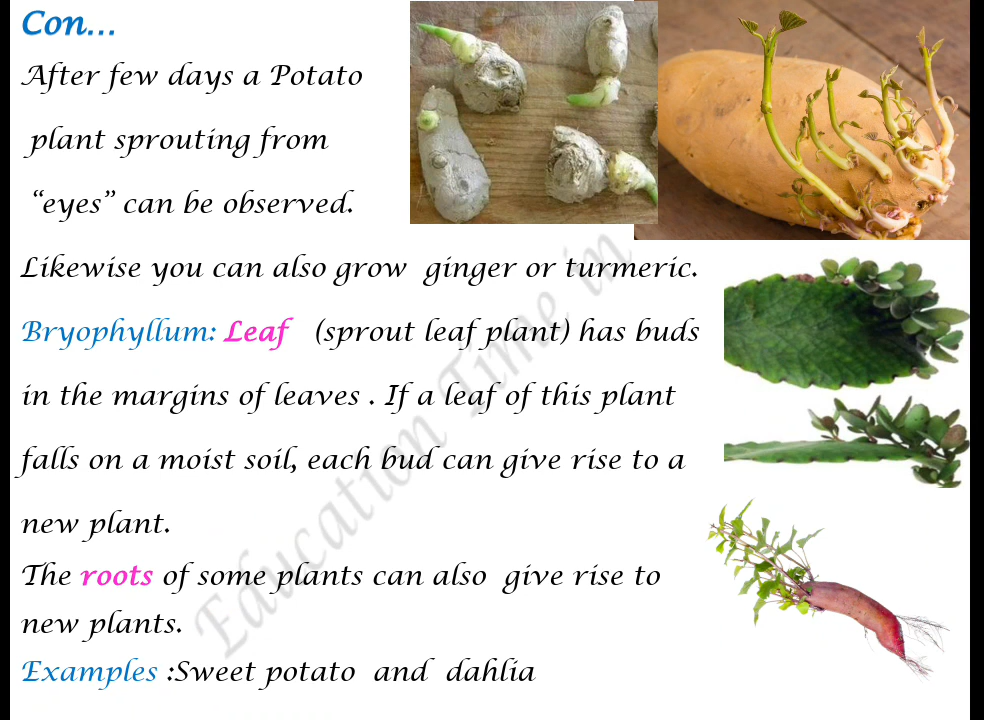 Con...
After few days a Potato
plant sprouting from
“eyes” can be observed.
Likewise you can also grow ginger or turmeric.
Bryophyllum: Leaf (sprout leaf plant) has buds
in the margins of leaves . If a leaf of this plant
falls on a moist soil, each bud can give rise to a
new plant.
The roots of some plants can also give rise to
new plants.
Examples :Sweet potato and dahlia
Education Time in